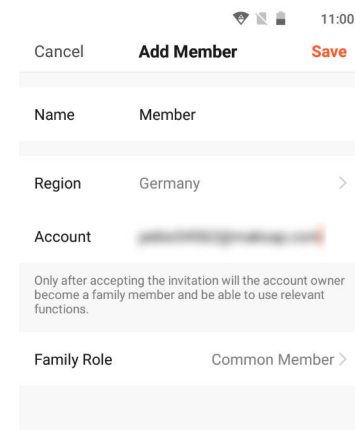 11:00
Cancel Add Member Save
Name Member
Region Germany
Account
Only after accepting the invitation will the account owner
become a family member and be able to use relevant
functions.
Family Role Common Member